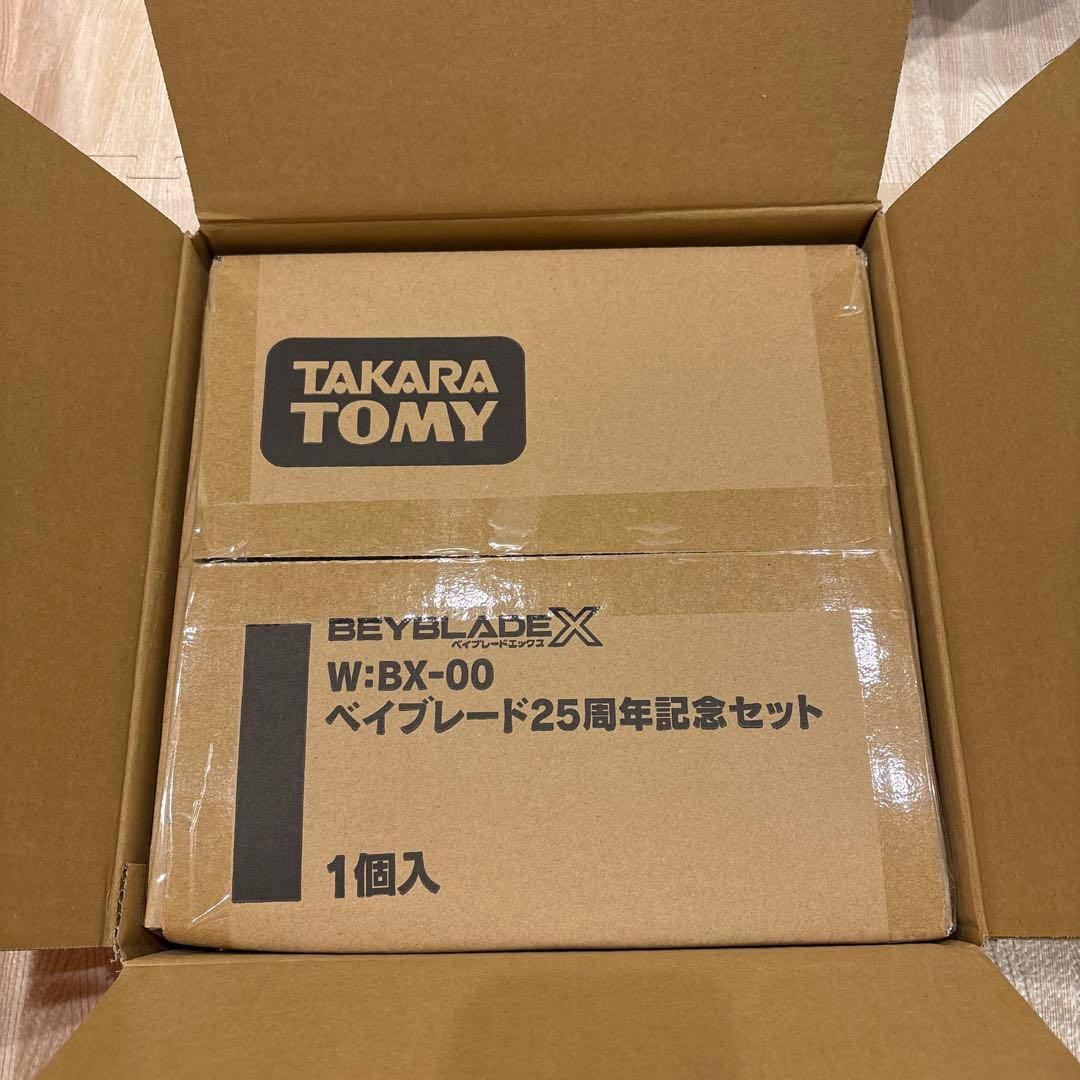 TAKARA
TOMY
BEYBLADE X
ベイブレードエックス
W:BX-00
ベイブレード25周年記念セット
1個入